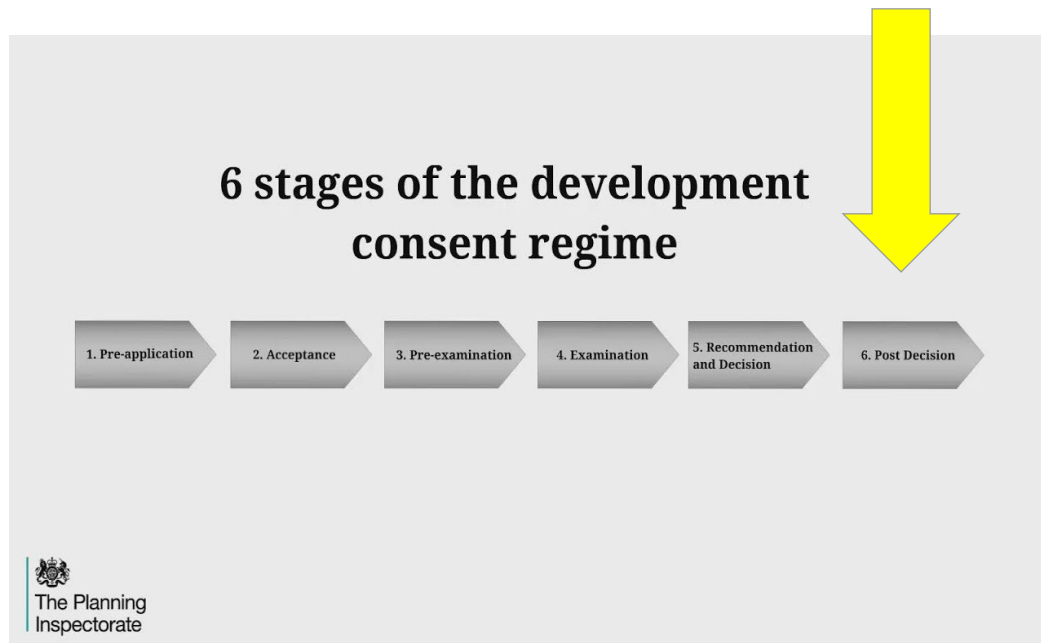 6 stages of the development
consent regime
1. Pre-application
2. Acceptance
3. Pre-examination
4. Examination
5. Recommendation
and Decision
6. Post Decision
The Planning
Inspectorate